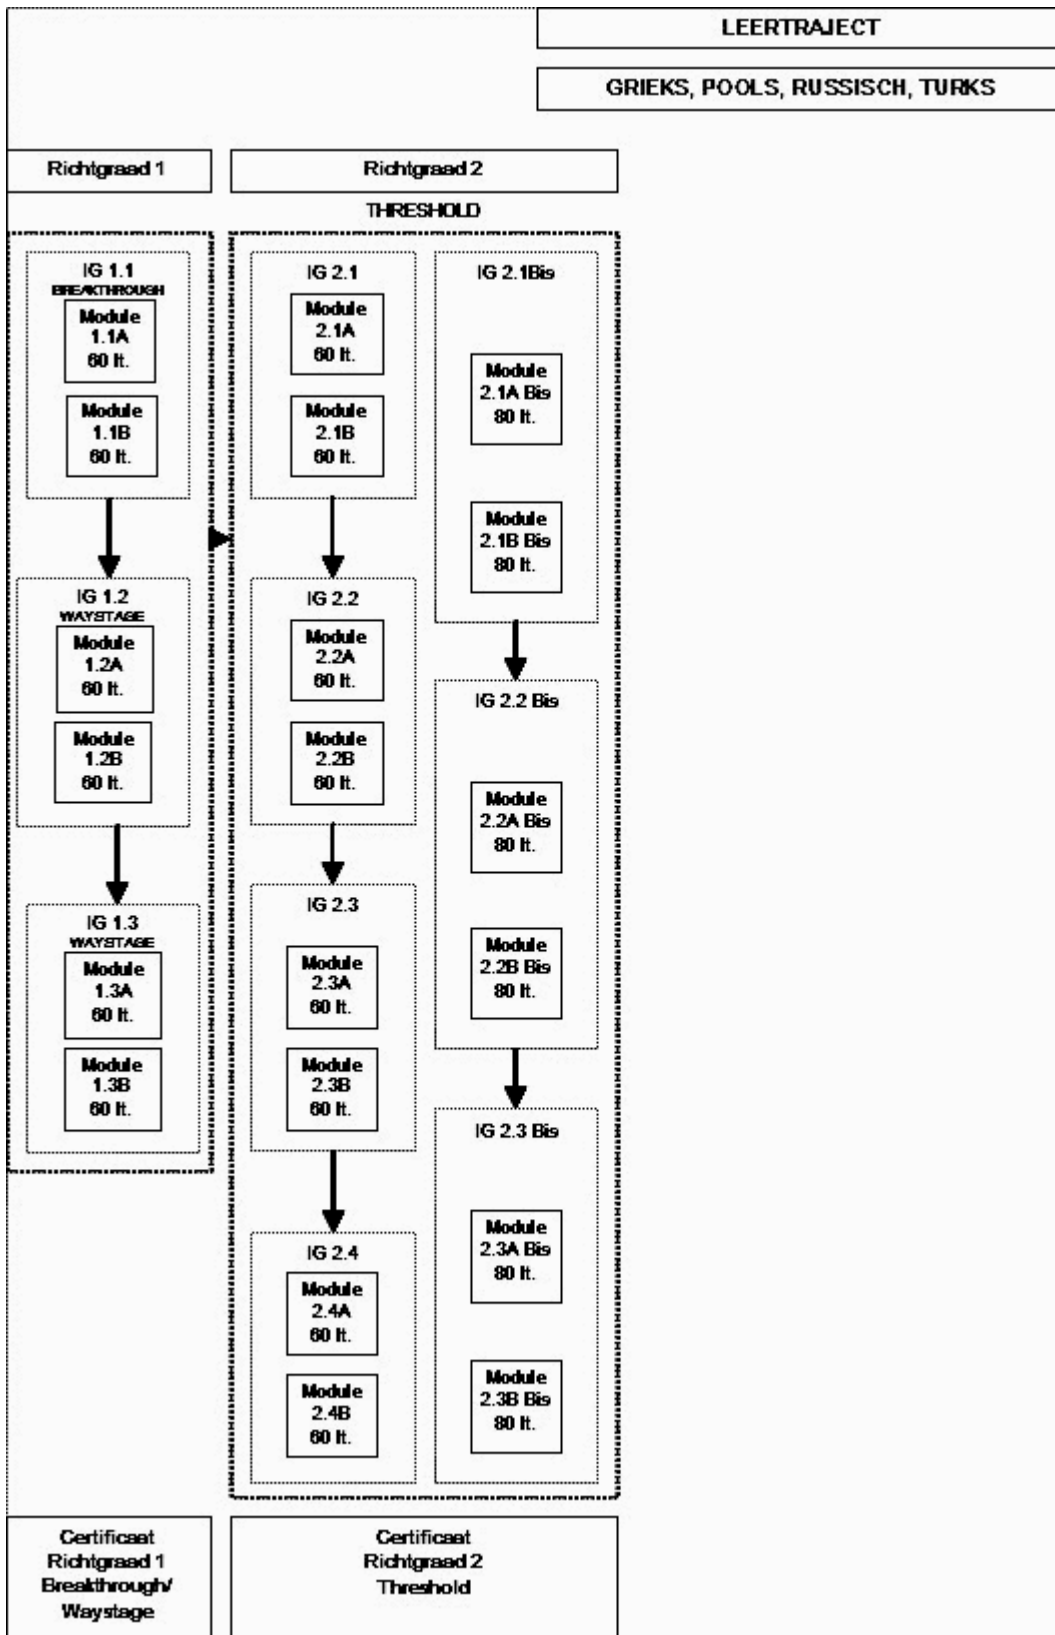 LEERTRAJECT
GRIEKS, POOLS, RUSSISCH, TURKS
Richtgraad 1
Richtgraad 2
THRESHOLD
IG 1.1
BREAKTHROUGH
Module
1.1A
60 lt.
Module
1.1B
60 lt.
IG 1.2
WAYSTAGE
Module
1.2A
60 lt.
Module
1.2B
60 lt.
IG 1.3
WAYSTAGE
Module
1.3A
60 lt.
Module
1.3B
60 lt.
IG 2.1
Module
2.1A
60 lt.
Module
2.1B
60 lt.
IG 2.2
Module
2.2A
60 lt.
Module
2.2B
60 lt.
IG 2.3
Module
2.3A
60 lt.
Module
2.3B
60 lt.
IG 2.4
Module
2.4A
60 lt.
Module
2.4B
60 lt.
IG 2.1Bis
Module
2.1A Bis
80 lt.
Module
2.1B Bis
80 lt.
IG 2.2 Bis
Module
2.2A Bis
80 lt.
Module
2.2B Bis
80 lt.
IG 2.3 Bis
Module
2.3A Bis
80 lt.
Module
2.3B Bis
80 lt.
Certificaat
Richtgraad 1
Breakthrough/
Waystage
Certificaat
Richtgraad 2
Threshold